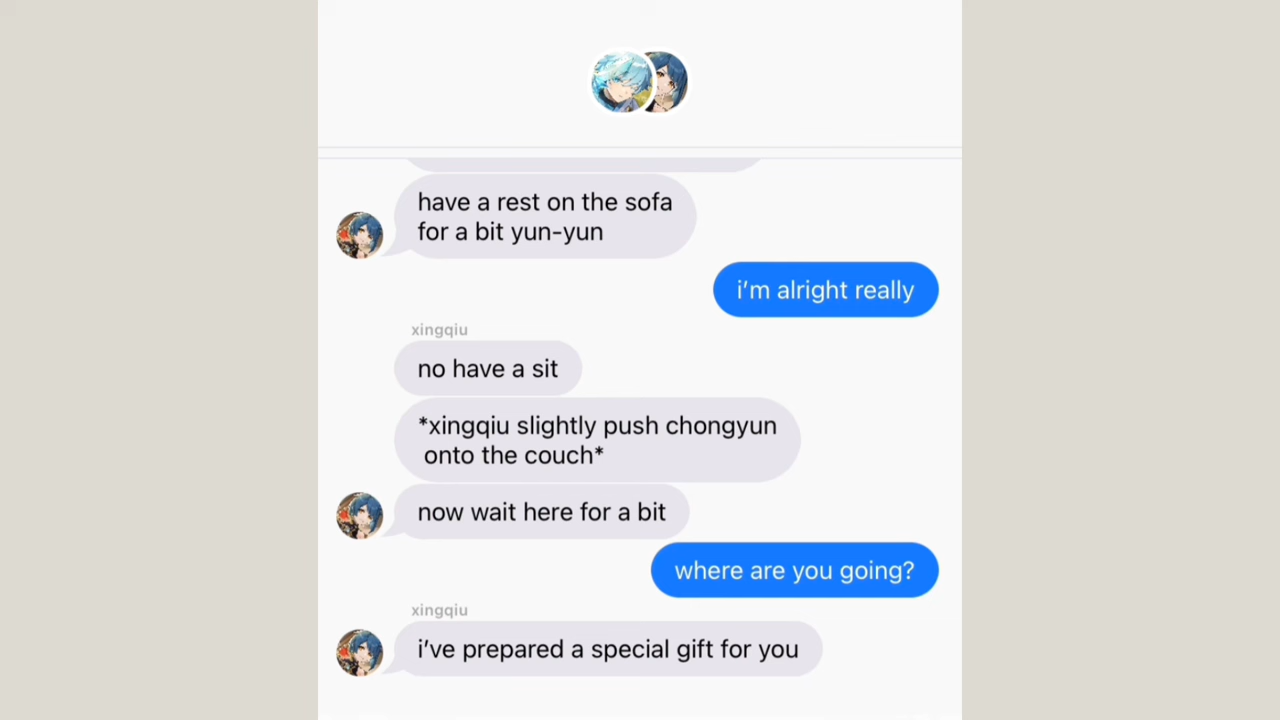 have a rest on the sofa
for a bit yun-yun
i’m alright really
xingqiu
no have a sit
*xingqiu slightly push chongyun
onto the couch*
now wait here for a bit
where are you going?
xingqiu
i’ve prepared a special gift for you